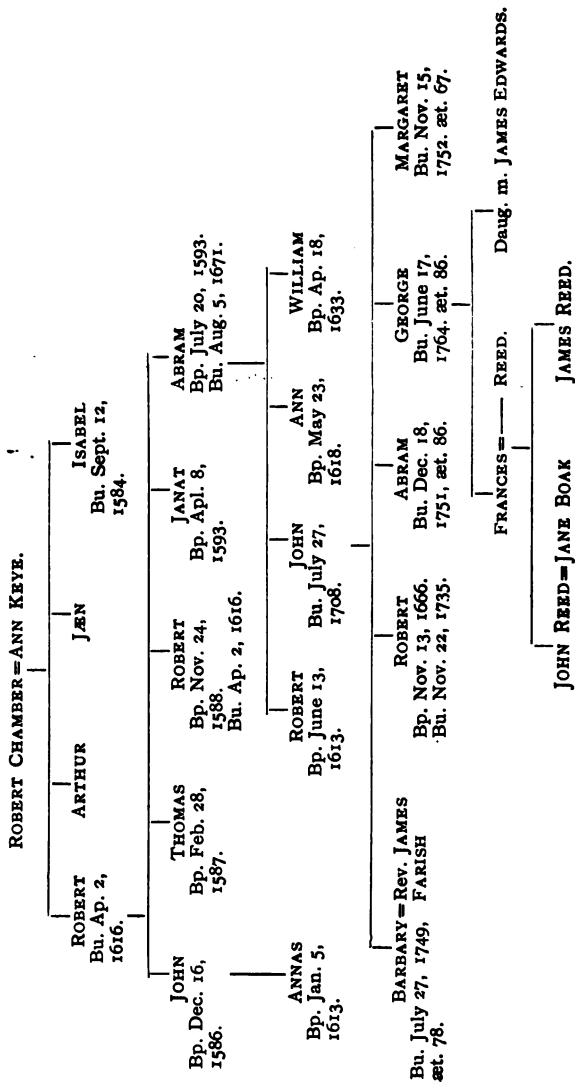 ROBERT CHAMBER=ANN KEYE.
ROBERT
Bu. Ap. 2,
1616.
ARTHUR
JÆN
ISABEL
Bu. Sept. 12,
1584.
JOHN
Bp. Dec. 16,
1586.
THOMAS
Bp. Feb. 28,
1587.
ROBERT
Bp. Nov. 24,
1588.
Bu. Ap. 2, 1616.
JANAT
Bp. Apl. 8,
1593.
ABRAM
Bp. July 20, 1593.
Bu. Aug. 5, 1671.
ANNAS
Bp. Jan. 5,
1613.
ROBERT
Bp. June 13,
1613.
JOHN
Bu. July 27,
1708.
ANN
Bp. May 23,
1618.
WILLIAM
Bp. Ap. 18,
1633.
BARBARY=Rev. JAMES
Bu. July 27, 1749, FARISH
æt. 78.
ROBERT
Bp. Nov. 13, 1666.
Bu. Nov. 22, 1735.
ABRAM
Bu. Dec. 18,
1751, æt. 86.
GEORGE
Bu. June 17,
1764. æt. 86.
MARGARET
Bu. Nov. 15,
1752. æt. 67.
FRANCES=—— REED.
Daug. m. JAMES EDWARDS.
JOHN REED=JANE BOAK
JAMES REED.